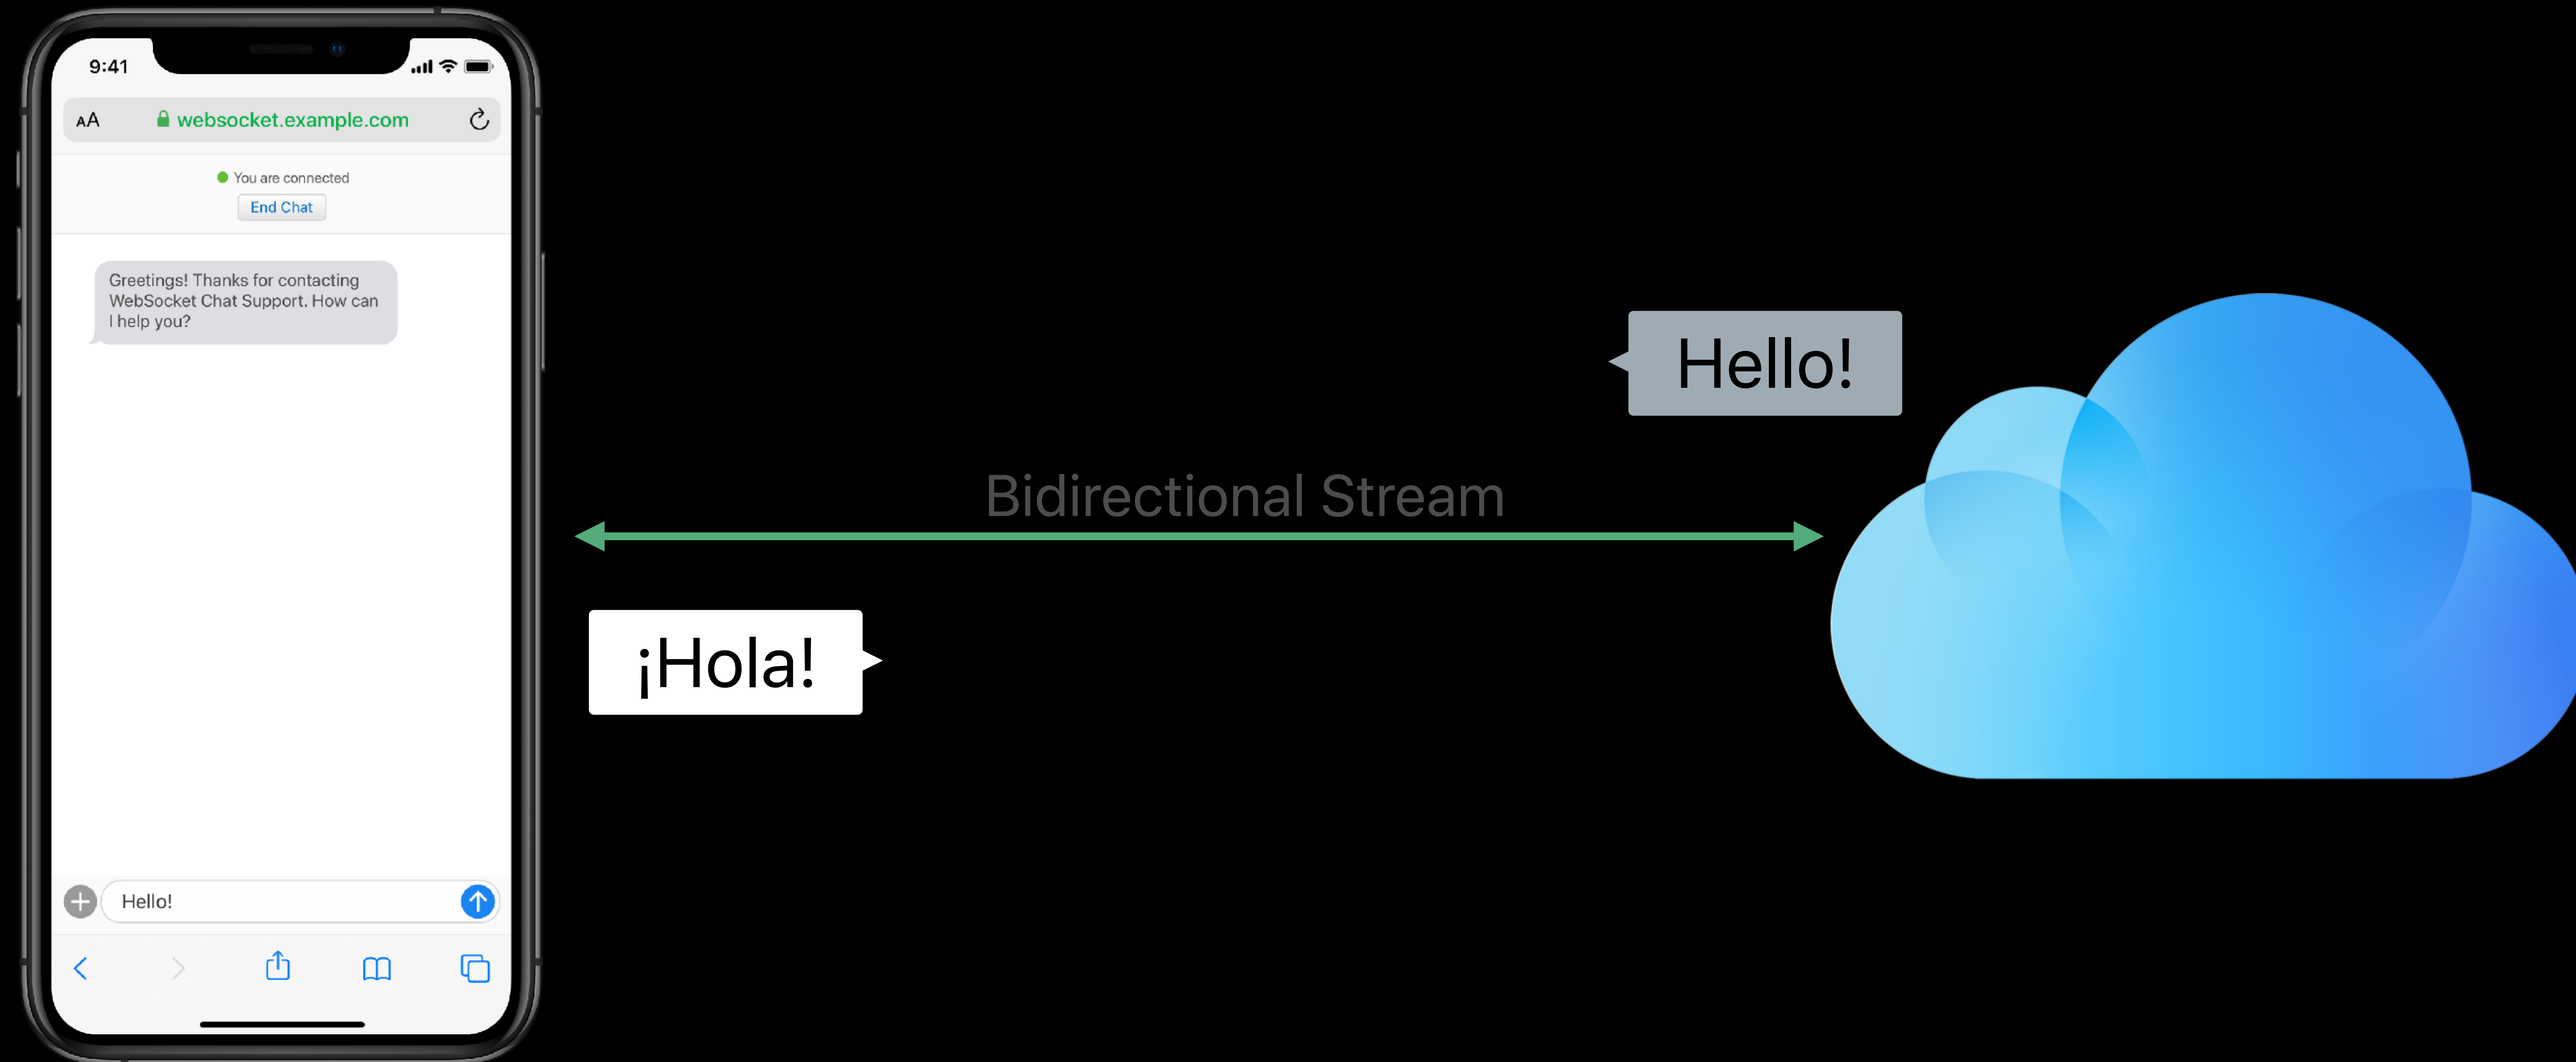 9:41
AA
websocket.example.com
You are connected
End Chat
Greetings! Thanks for contacting
WebSocket Chat Support. How can
I help you?
Hello!
Hello!
Bidirectional Stream
¡Hola!